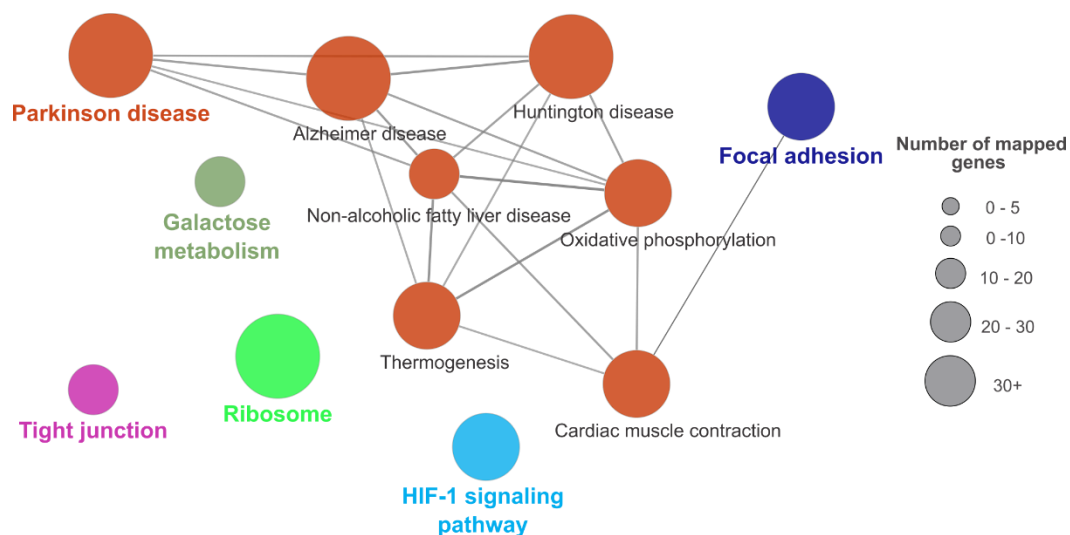 Parkinson disease
Alzheimer disease
Huntington disease
Focal adhesion
Galactose
metabolism
Non-alcoholic fatty liver disease
Oxidative phosphorylation
Thermogenesis
Ribosome
Tight junction
Cardiac muscle contraction
HIF-1 signaling
pathway
Number of mapped
genes
0 - 5
0 -10
10 - 20
20 - 30
30+